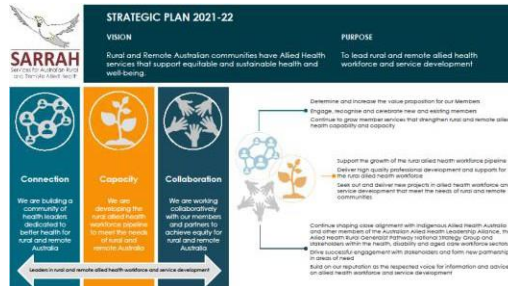 STRATEGIC PLAN 2021-22
VISION
Rural and Remote Australian communities have Allied Health
services that support equitable and sustainable health and
well-being.
PURPOSE
To lead rural and remote allied health
workforce and service development
SARRAH
Services for Australian Rural
and Remote Allied Health
Connection
We are building a
community of
health leaders
dedicated to
better health for
rural and remote
Australia
Capacity
We are
developing the
rural allied health
workforce pipeline
to meet the needs
of rural and
remote Australia
Collaboration
We are working
collaboratively
with our members
and partners to
achieve equity for
rural and remote
Australia
Leaders in rural and remote allied health workforce and service development
Determine and increase the value proposition for our Members
Engage, recognise and celebrate new and existing members
Continue to grow member services that strengthen rural and remote allied
health capability and capacity
Support the growth of the rural allied health workforce pipeline
Deliver high quality professional development and supports for
the rural allied health workforce
Seek out and deliver new projects in allied health workforce an
service development that meet the needs of rural and remote
communities
Continue shaping close alignment with Indigenous Allied Health Australia
and other members of the Australian Allied Health Leadership Alliance, the
Allied Health Rural Generalist Pathway National Strategy Group and
stakeholders within the health, disability and aged care workforce sectors
Drive successful engagement with stakeholders and form new partnership
in areas of need
Build on our reputation as the respected voice for information and advice
on allied health workforce and service development